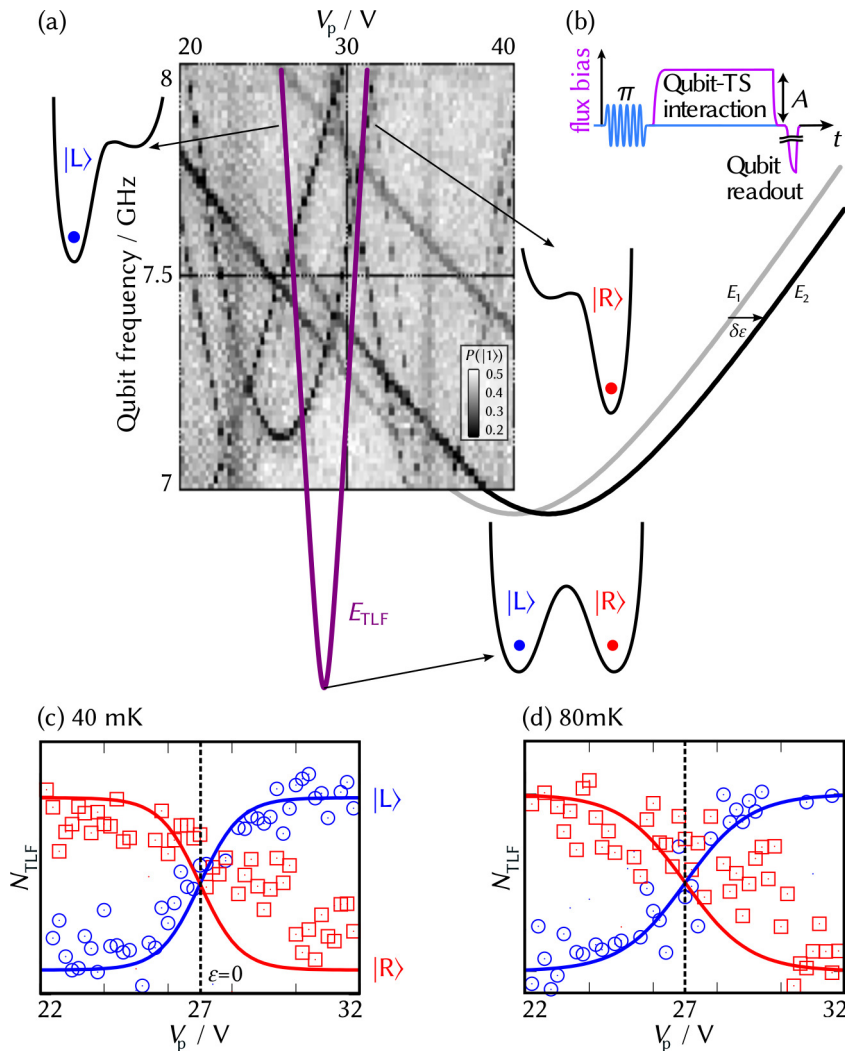 (a)
V_p / V
20 30 40
(b)
8
7.5
7
Qubit frequency / GHz
|L⟩
flux bias
π
Qubit-TS
interaction
A
t
Qubit
readout
|R⟩
E_1
E_2
δε
P(|1⟩)
0.5
0.4
0.3
0.2
E_TLF
|L⟩ |R⟩
(c) 40 mK
N_TLF
|L⟩
|R⟩
ε=0
22 27 32
V_p / V
(d) 80mK
N_TLF
22 27 32
V_p / V